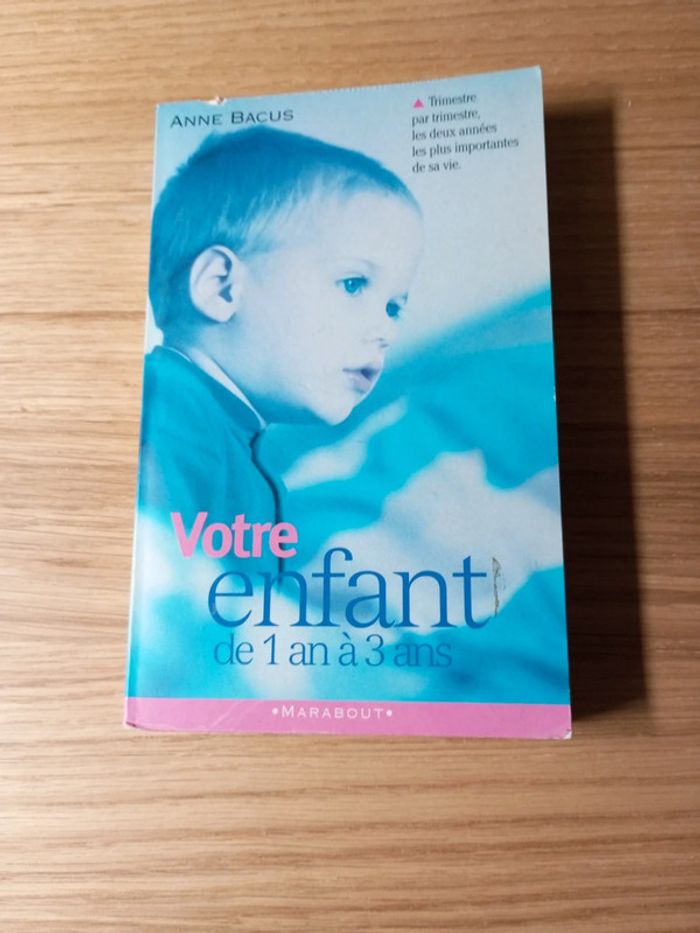 ANNE BACUS
▲ Trimestre
par trimestre,
les deux années
les plus importantes
de sa vie.
Votre
enfant
de 1 an à 3 ans
•MARABOUT•